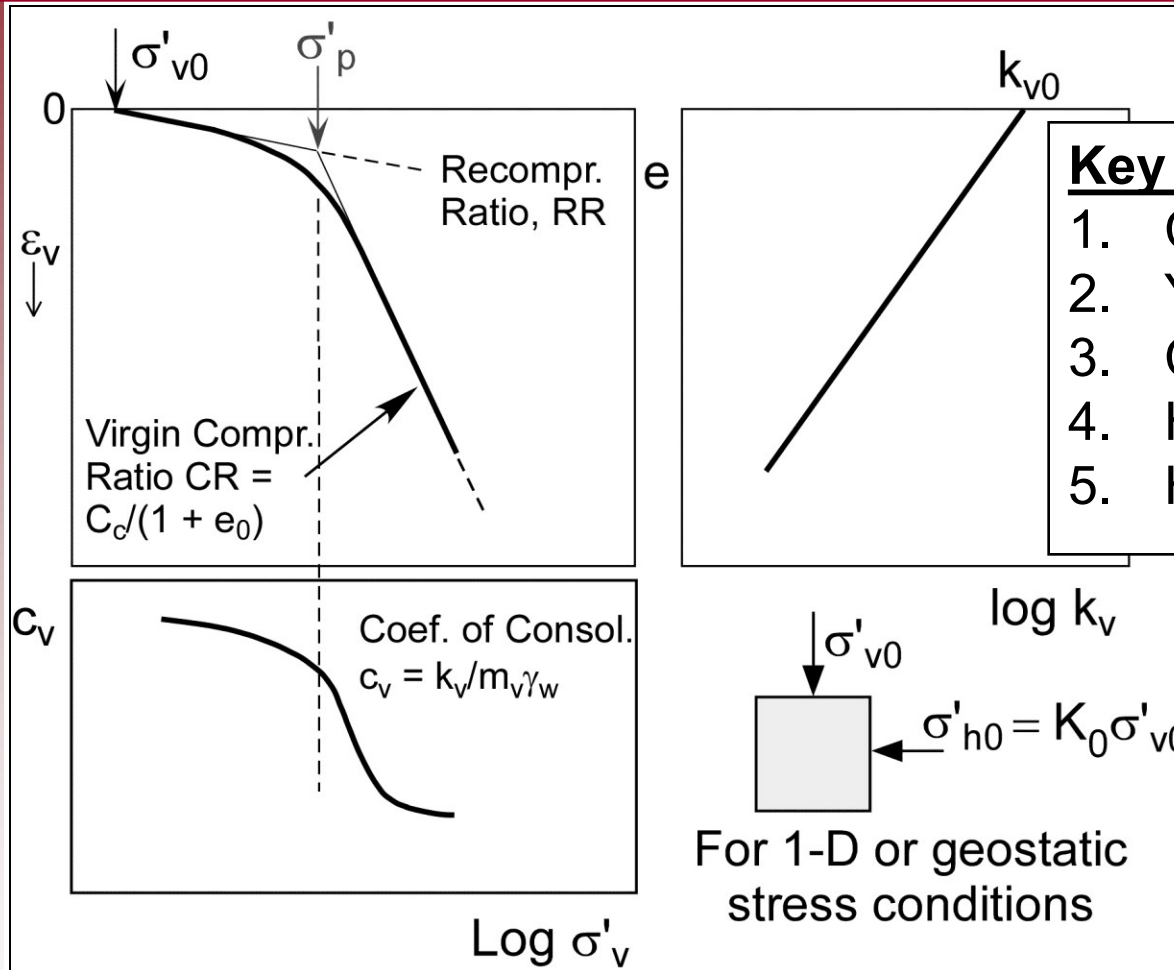 σ'v0
σ'p
0
Recompr.
Ratio, RR
εv
Virgin Compr.
Ratio CR =
Cc/(1 + e0)
cv
Coef. of Consol.
cv = kv/mvγw
Log σ'v
kv0
e
Key
1.
2.
3.
4.
5.
log kv
σ'v0
σ'h0 = K0σ'v0
For 1-D or geostatic
stress conditions